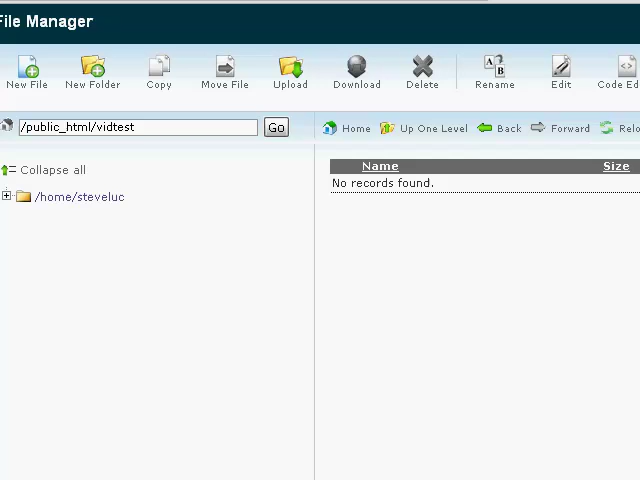 File Manager
New File New Folder Copy Move File Upload Download Delete Rename Edit Code Ed
/public_html/vidtest Go Home Up One Level Back Forward Relo
Collapse all
/home/steveluc
Name Size
No records found.